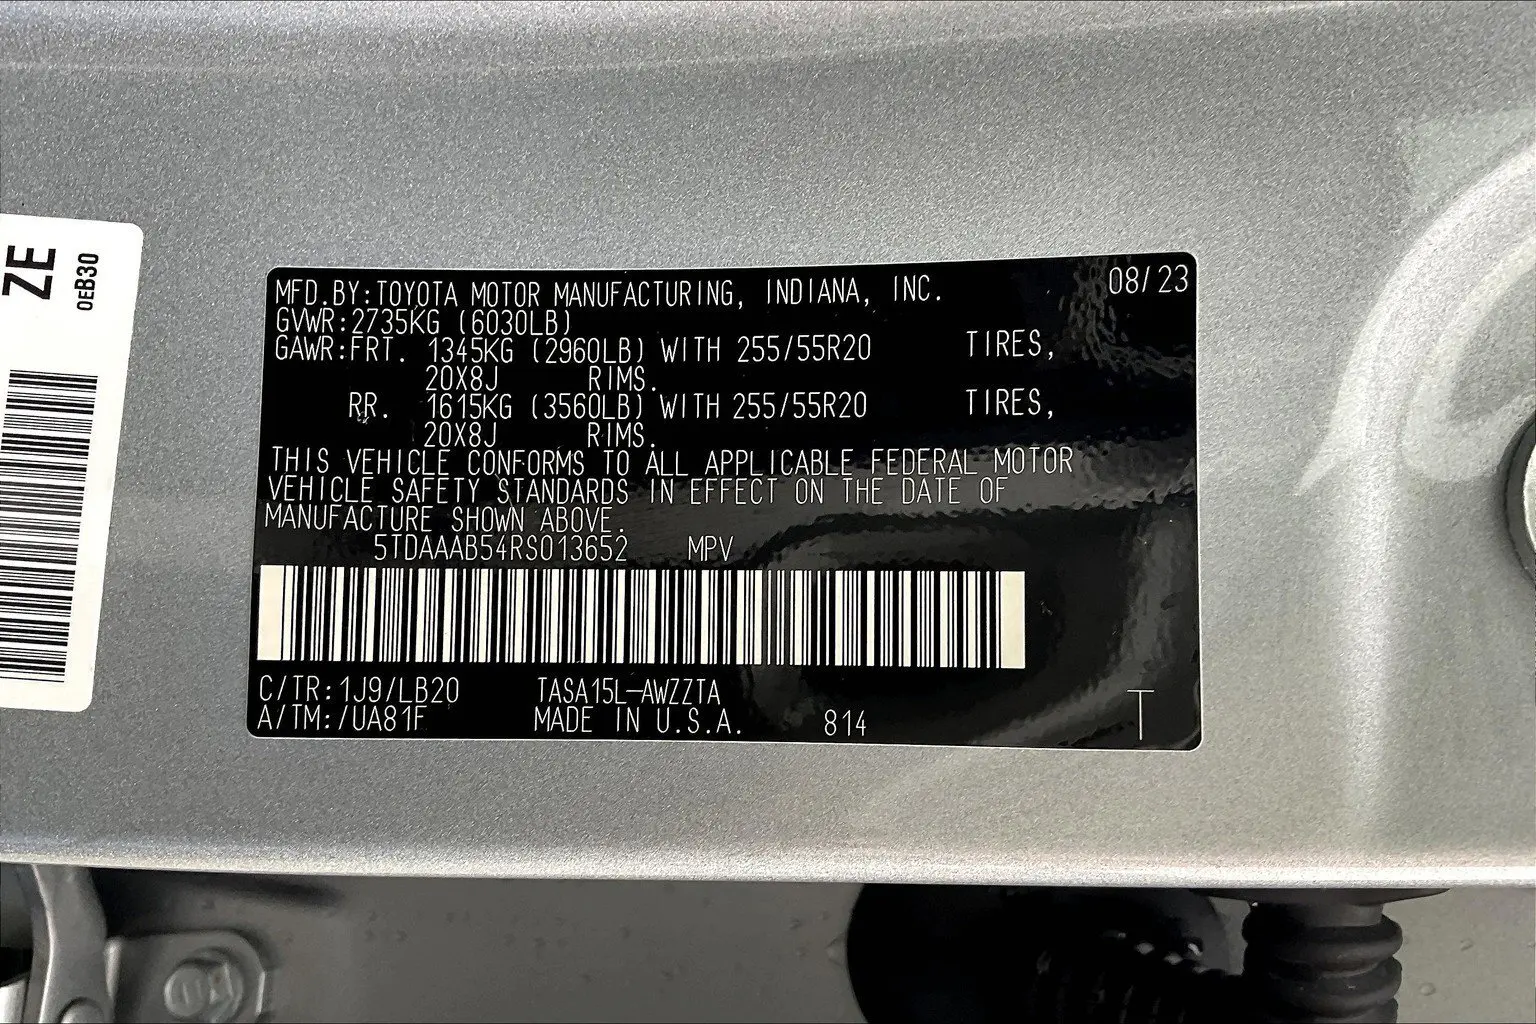 ZE
0EB30
MFD.BY:TOYOTA MOTOR MANUFACTURING, INDIANA, INC. 08/23
GVWR:2735KG (6030LB)
GAWR:FRT. 1345KG (2960LB) WITH 255/55R20 TIRES,
20X8J RIMS.
RR. 1615KG (3560LB) WITH 255/55R20 TIRES,
20X8J RIMS.
THIS VEHICLE CONFORMS TO ALL APPLICABLE FEDERAL MOTOR
VEHICLE SAFETY STANDARDS IN EFFECT ON THE DATE OF
MANUFACTURE SHOWN ABOVE.
5TDAAAB54RS013652 MPV
C/TR:1J9/LB20 TASA15L-AWZZTA
A/TM:/UA81F MADE IN U.S.A. 814 T